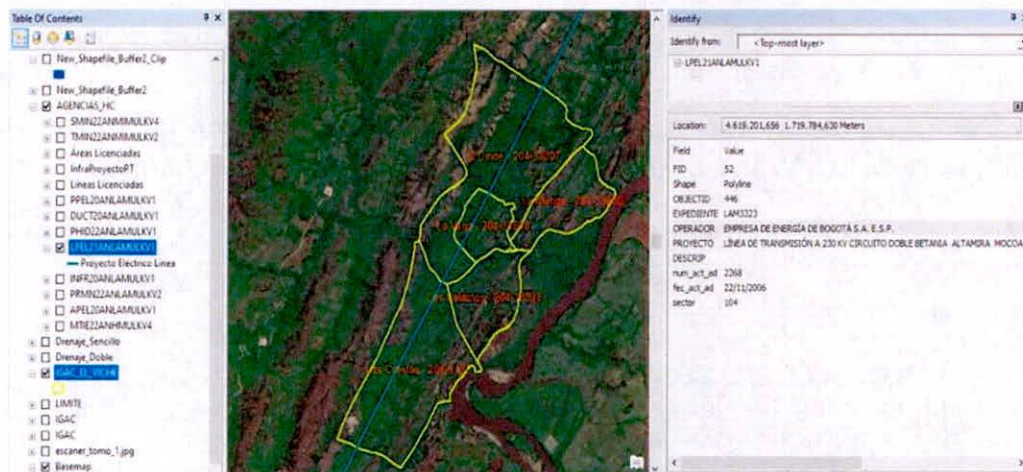 Table Of Contents
New_Shapefile_Buffer2_Clip
New_Shapefile_Buffer2
AGENCIAS_HC
SMIN22ANMIMULKV4
TMIN22ANMIMULKV2
Areas Licenciadas
InfraProyectoPT
Lineas Licenciadas
PPEL20ANLAMULKV1
DUCT20ANLAMULKV1
PHID22ANLAMULKV1
LPEL21ANLAMULKV1
Proyecto Eléctrico Linea
INFR20ANLAMULKV1
PRMN22ANLAMULKV2
APEL20ANLAMULKV1
MTIE22ANHMULKV4
Drenaje_Sencillo
Drenaje_Doble
IGAC_EL_VICHE
LIMITE
IGAC
IGAC
escaner_tomo_1.jpg
Basemap
Identify
Identify from: <Top-most layer>
LPEL21ANLAMULKV1
Location: 4.619.201,656 1.719.784,630 Meters
Field Value
FID 52
Shape Polyline
OBJECTID 446
EXPEDIENTE LAM3323
OPERADOR EMPRESA DE ENERGÍA DE BOGOTÁ S.A. E.S.P.
PROYECTO LÍNEA DE TRANSMISIÓN A 230 KV CIRCUITO DOBLE BETANIA ALTAMIRA MOCOA
DESCRIP
num_act_ad 2268
fec_act_ad 22/11/2006
sector 104